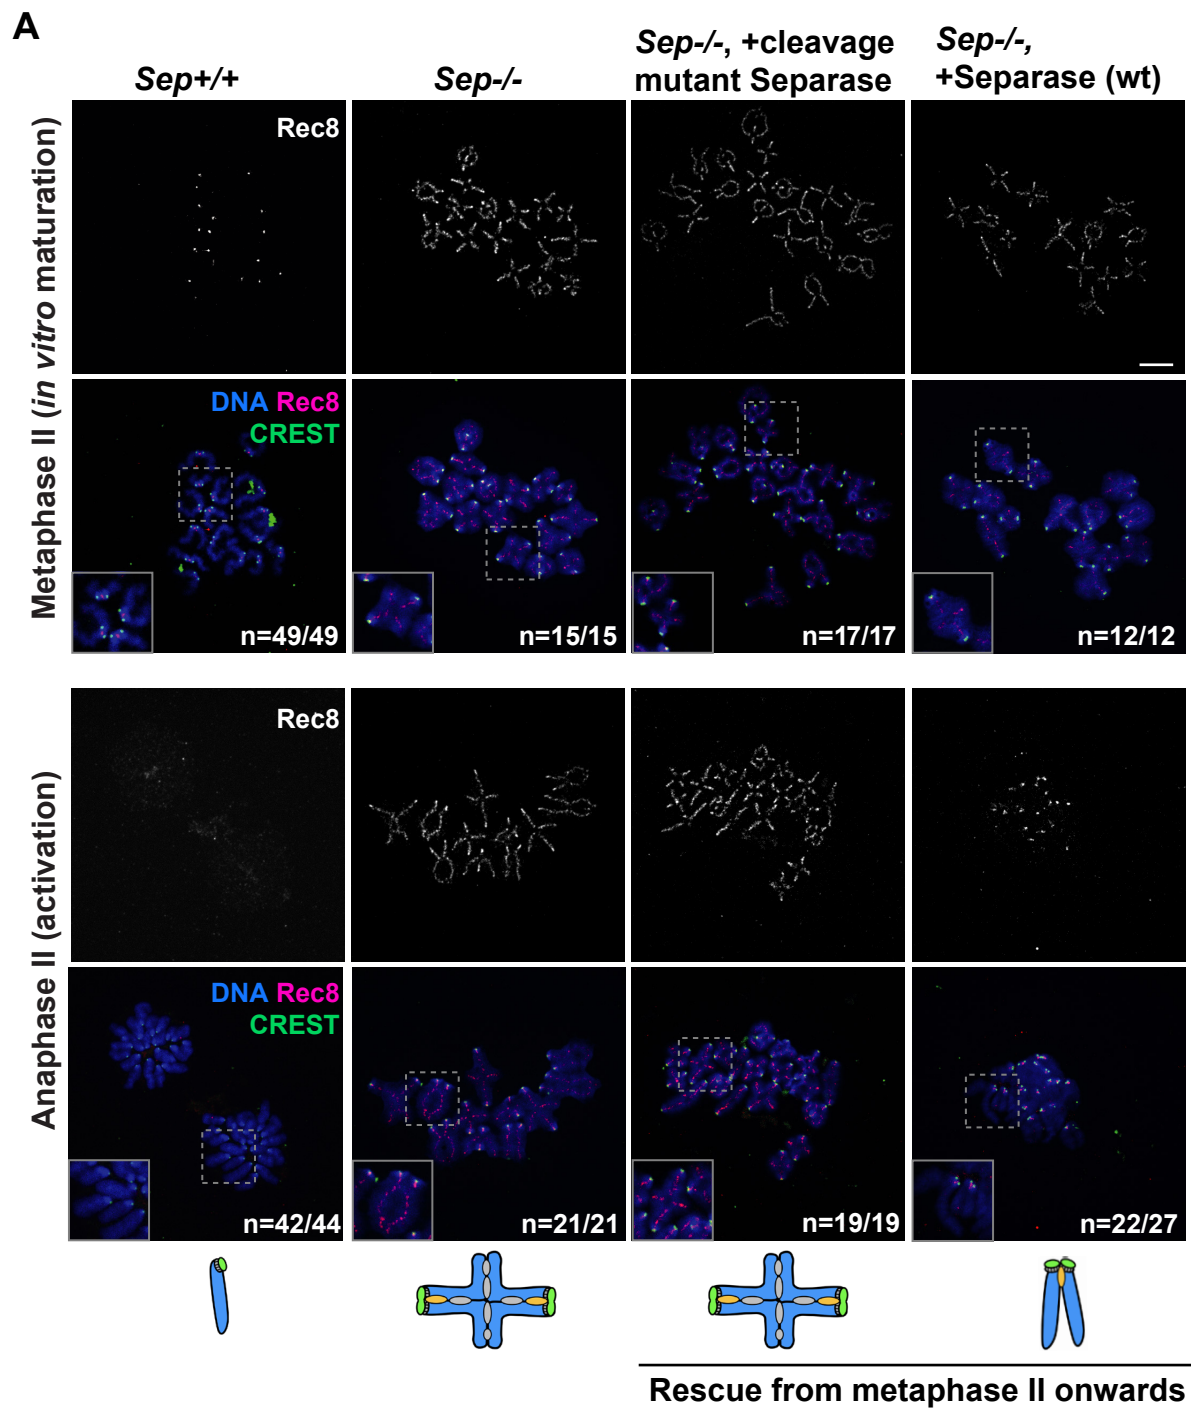 A
Sep+/+
Sep-/-
Sep-/-, +cleavage
mutant Separase
Sep-/-,
+Separase (wt)
Metaphase II (in vitro maturation)
Rec8
DNA Rec8
CREST
n=49/49
n=15/15
n=17/17
n=12/12
Anaphase II (activation)
Rec8
DNA Rec8
CREST
n=42/44
n=21/21
n=19/19
n=22/27
Rescue from metaphase II onwards